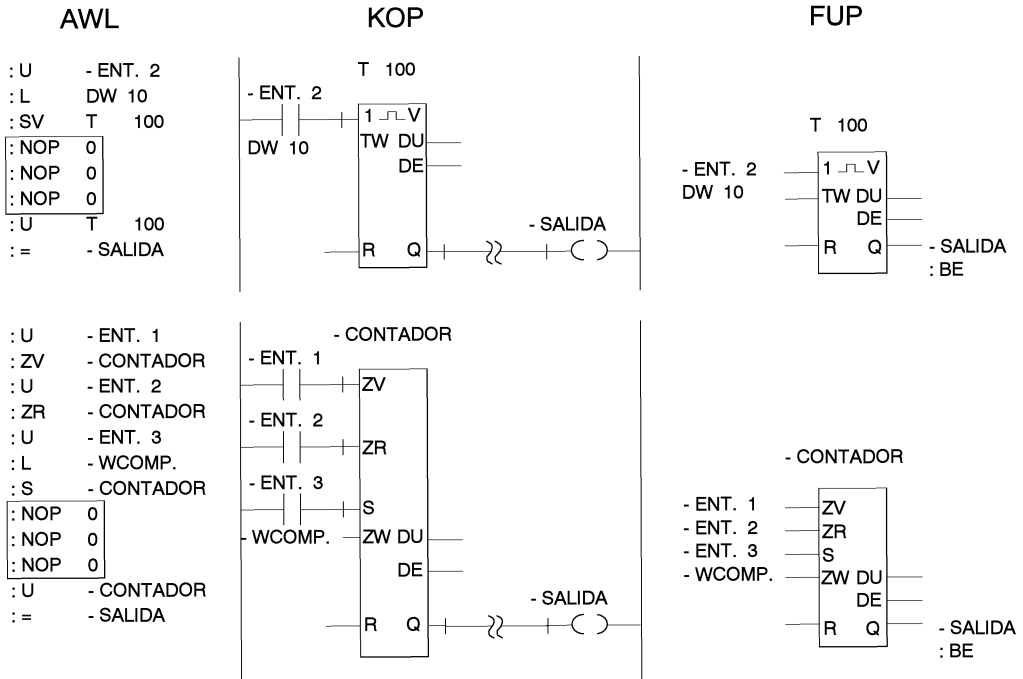 AWL
KOP
FUP
: U - ENT. 2
: L DW 10
: SV T 100
: NOP 0
: NOP 0
: NOP 0
: U T 100
: = - SALIDA
T 100
- ENT. 2
1 V
DW 10
TW DU
DE
- SALIDA
R Q
T 100
- ENT. 2
1 V
DW 10
TW DU
DE
R Q
- SALIDA
: BE
: U - ENT. 1
: ZV - CONTADOR
: U - ENT. 2
: ZR - CONTADOR
: U - ENT. 3
: L - WCOMP.
: S - CONTADOR
: NOP 0
: NOP 0
: NOP 0
: U - CONTADOR
: = - SALIDA
- CONTADOR
- ENT. 1
ZV
- ENT. 2
ZR
- ENT. 3
S
- WCOMP.
ZW DU
DE
- SALIDA
R Q
- CONTADOR
- ENT. 1
ZV
- ENT. 2
ZR
- ENT. 3
S
- WCOMP.
ZW DU
DE
R Q
- SALIDA
: BE